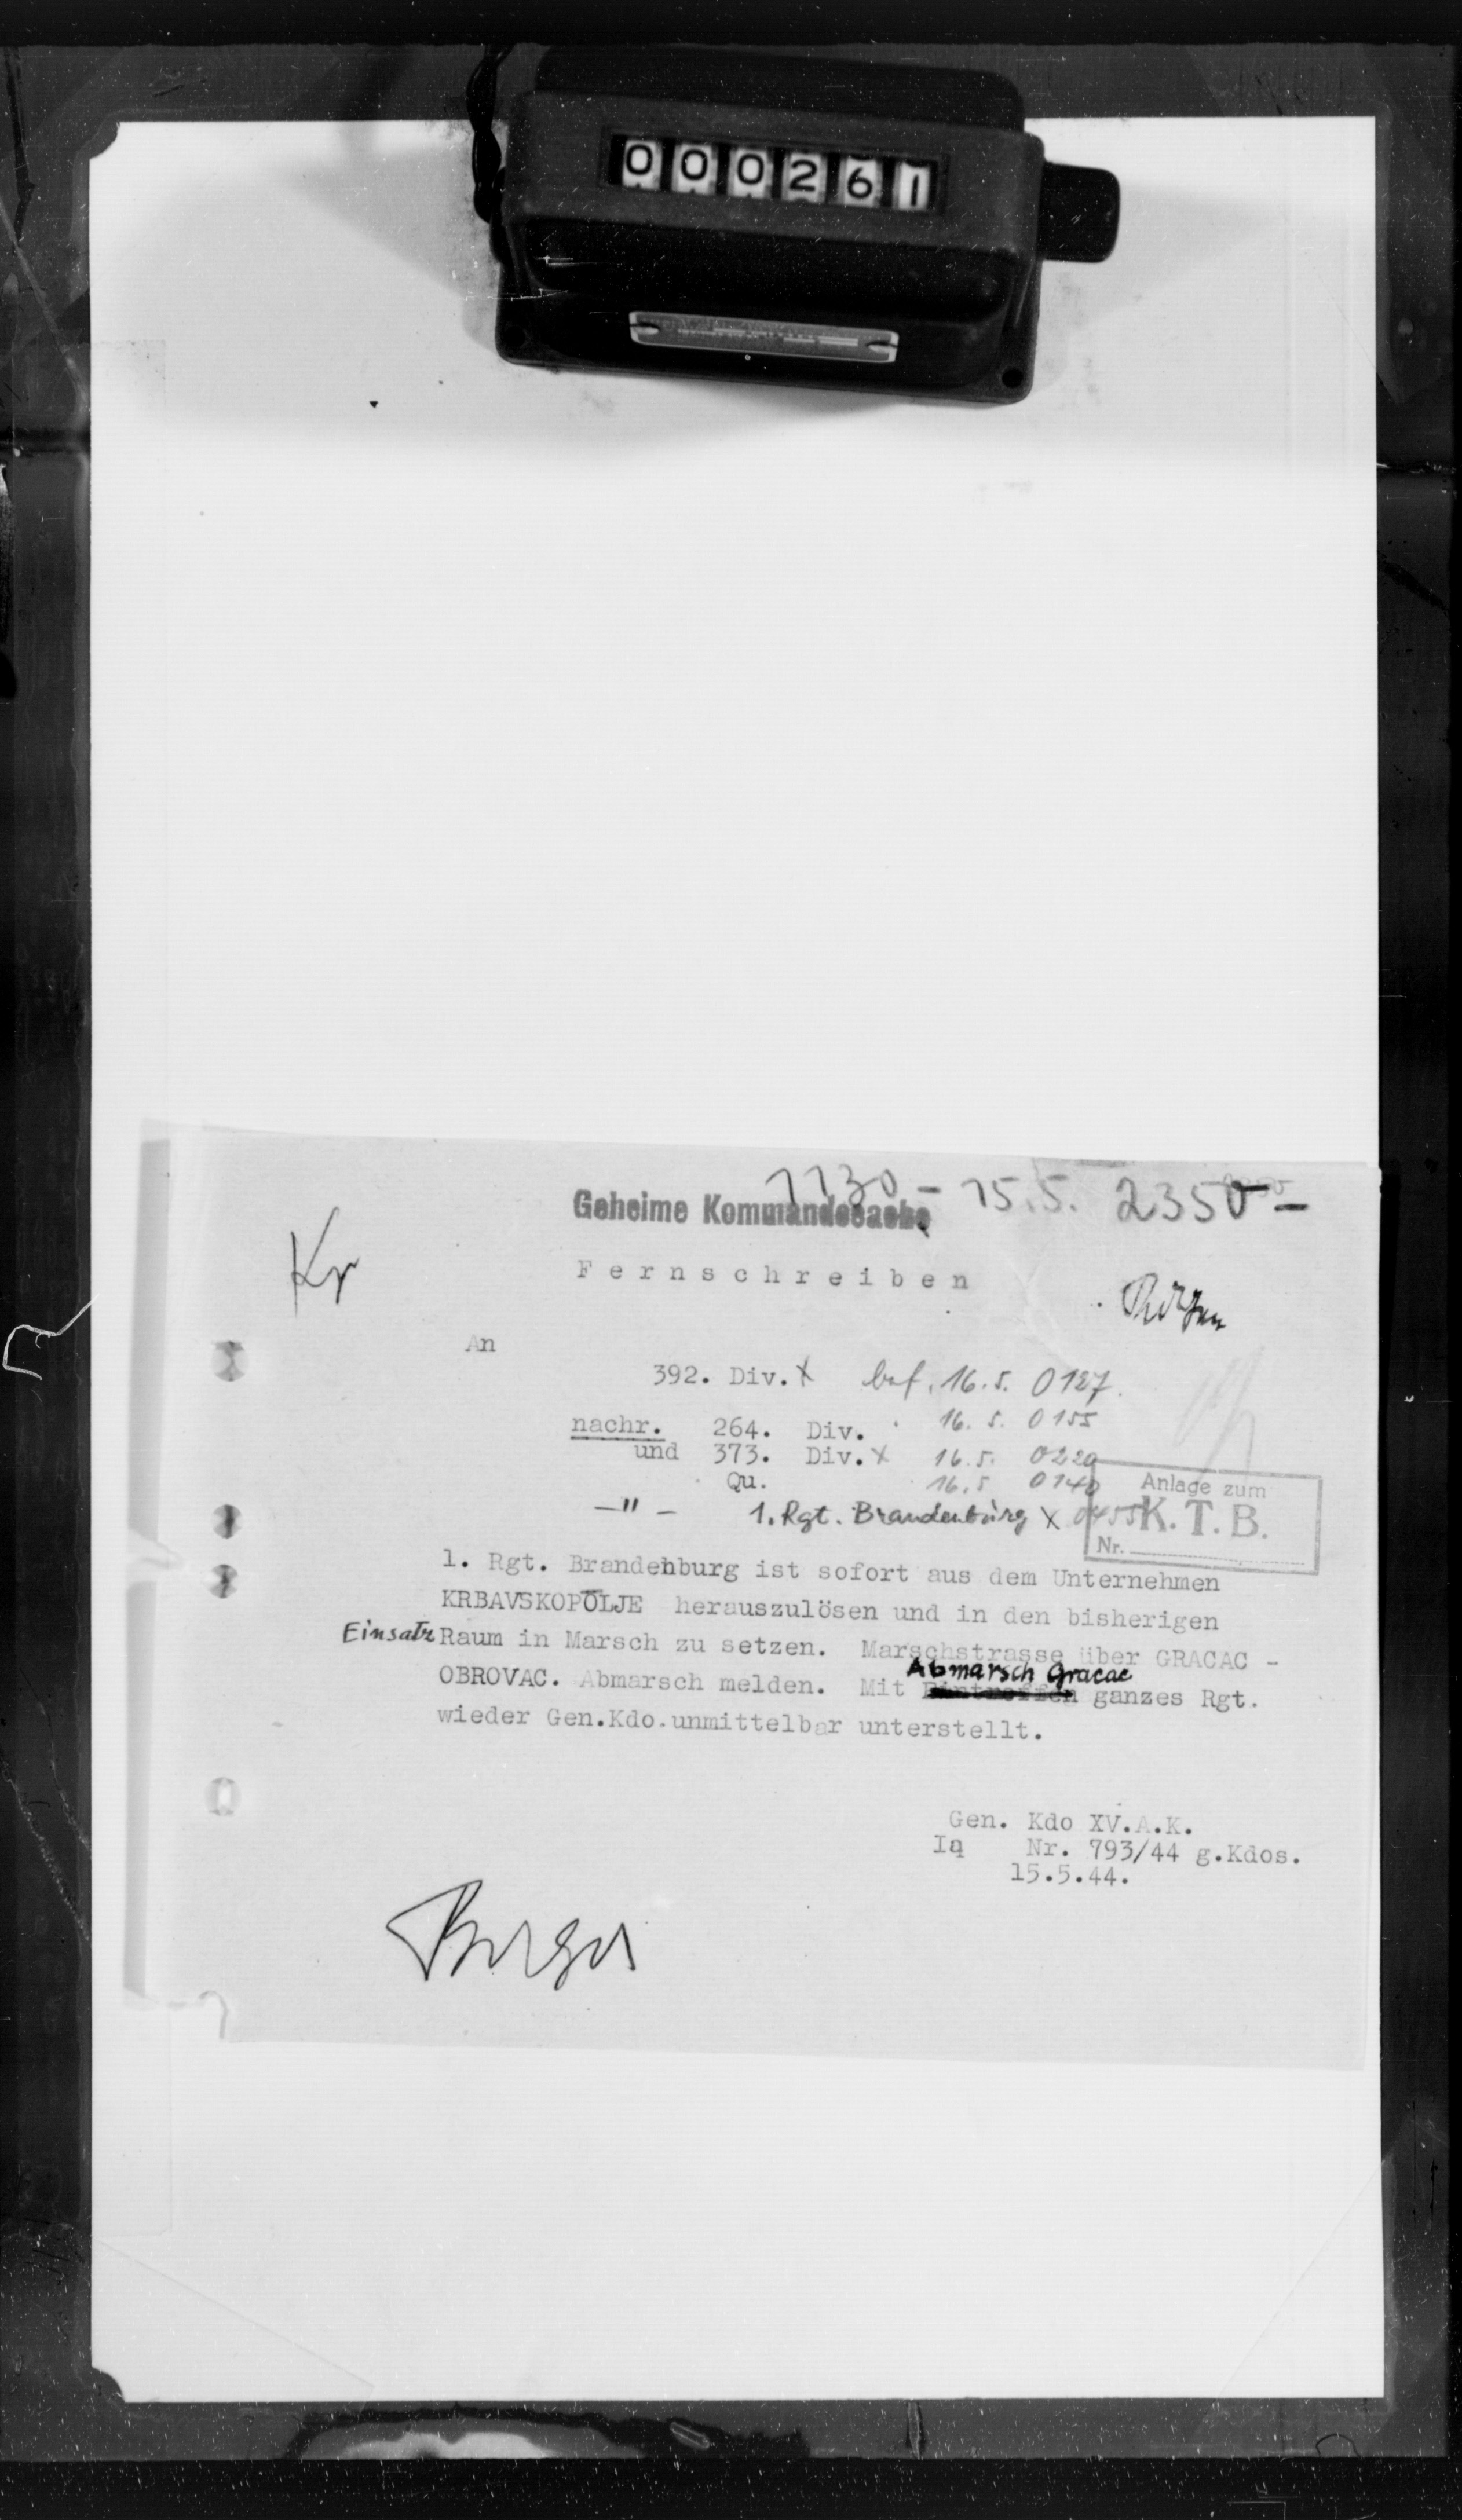 000261
1130 - 15.5. 2350 -
Geheime Kommandosache
Kr
Fernschreiben
An
392. Div. X bef. 16.5. 0127.
nachr. 264. Div. 16.5. 0155
und 373. Div. X 16.5. 0220
Qu. 16.5 0140
Anlage zum
K.T.B.
Nr.
—"— 1. Rgt. Brandenburg X 0455
1. Rgt. Brandenburg ist sofort aus dem Unternehmen
KRBAVSKOPOLJE herauszulösen und in den bisherigen
Einsatz Raum in Marsch zu setzen. Marschstrasse über GRACAC -
OBROVAC. Abmarsch melden. Mit Eintreffen Abmarsch Gracac ganzes Rgt.
wieder Gen.Kdo.unmittelbar unterstellt.
Gen. Kdo XV.A.K.
Ia Nr. 793/44 g.Kdos.
15.5.44.